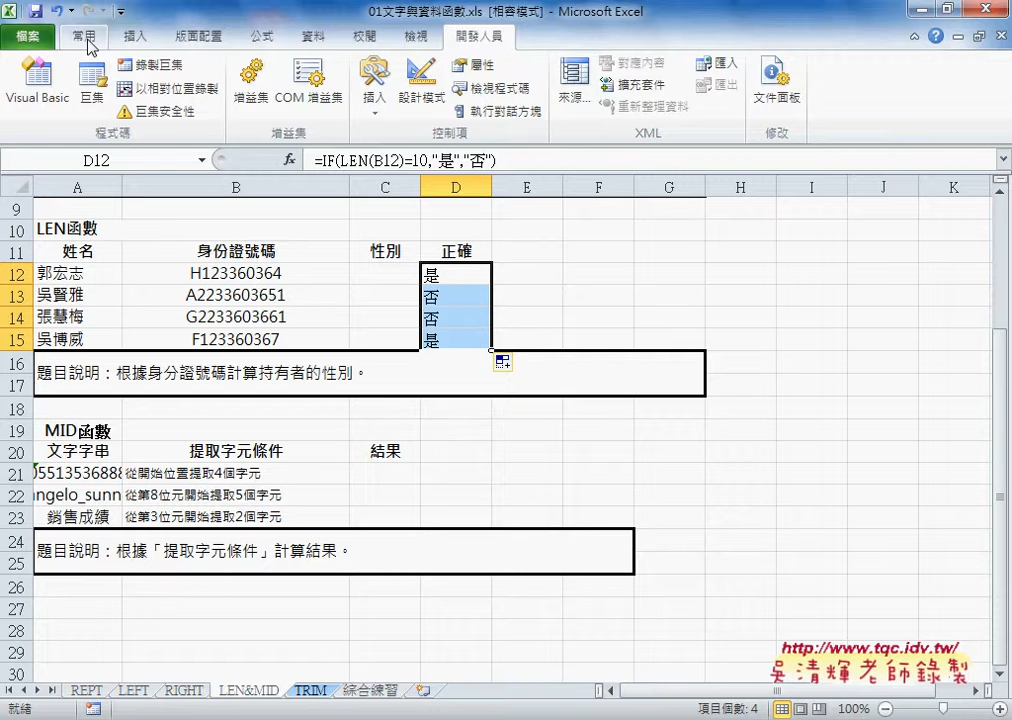 01文字與資料函數.xls [相容模式] - Microsoft Excel
檔案 常用 插入 版面配置 公式 資料 校閱 檢視 開發人員
Visual Basic 巨集 錄製巨集 以相對位置錄製 巨集安全性 程式碼
增益集 COM 增益集 增益集
插入 設計模式 屬性 檢視程式碼 執行對話方塊 控制項
來源... 對應內容 擴充套件 重新整理資料 匯入 匯出 XML
文件面板 修改
D12 fx =IF(LEN(B12)=10,"是","否")
A B C D E F G H I J K
9
10 LEN函數
11 姓名 身份證號碼 性別 正確
12 郭宏志 H123360364 是
13 吳賢雅 A2233603651 否
14 張慧梅 G2233603661 否
15 吳博威 F123360367 是
16
題目說明：根據身分證號碼計算持有者的性別。
17
18
19 MID函數
20 文字字串 提取字元條件 結果
21 0551353688 從開始位置提取4個字元
22 angelo_sunn 從第8位元開始提取5個字元
23 銷售成績 從第3位元開始提取2個字元
24
題目說明：根據「提取字元條件」計算結果。
25
26
27
28
29
30
http://www.tqc.idv.tw/
吳清輝老師錄製
REPT LEFT RIGHT LEN&MID TRIM 綜合練習
就緒 項目個數: 4 100%